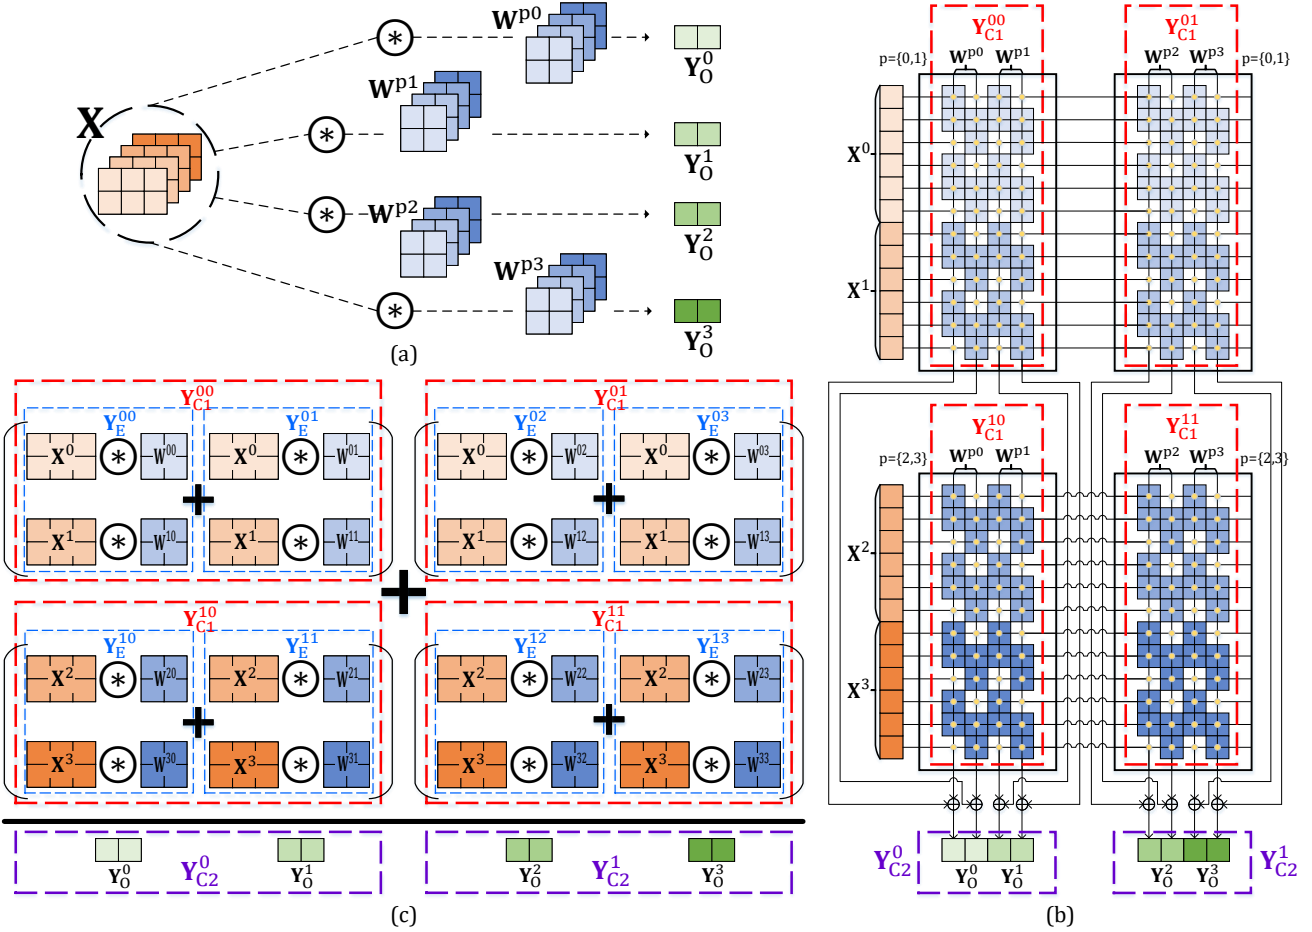 X
W^p0
Y_O^0
W^p1
Y_O^1
W^p2
Y_O^2
W^p3
Y_O^3
(a)
Y_C1^00
Y_C1^01
p={0,1}
W^p0
W^p1
W^p2
W^p3
p={0,1}
X^0
X^1
Y_C1^10
Y_C1^11
p={2,3}
W^p0
W^p1
W^p2
W^p3
p={2,3}
X^2
X^3
Y_C2^0
Y_O^0
Y_O^1
Y_O^2
Y_O^3
Y_C2^1
(b)
Y_C1^00
Y_E^00
Y_E^01
X^0
W^00
X^0
W^01
X^1
W^10
X^1
W^11
Y_C1^01
Y_E^02
Y_E^03
X^0
W^02
X^0
W^03
X^1
W^12
X^1
W^13
Y_C1^10
Y_E^10
Y_E^11
X^2
W^20
X^2
W^21
X^3
W^30
X^3
W^31
Y_C1^11
Y_E^12
Y_E^13
X^2
W^22
X^2
W^23
X^3
W^32
X^3
W^33
Y_O^0
Y_C2^0
Y_O^1
Y_O^2
Y_C2^1
Y_O^3
(c)